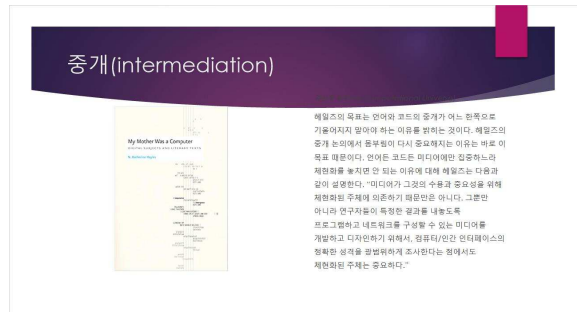 중개(intermediation)
My Mother Was a Computer
DIGITAL SUBJECTS AND LITERARY TEXTS
N. Katherine Hayles
헤일즈의 목표는 언어와 코드의 중개가 어느 한쪽으로
기울어지지 말아야 하는 이유를 밝히는 것이다. 헤일즈의
중개 논의에서 몸부림이 다시 중요해지는 이유는 바로 이
목표 때문이다. 언어든 코드든 미디어에만 집중하느라
체현화를 놓치면 안 되는 이유에 대해 헤일즈는 다음과
같이 설명한다. “미디어가 그것의 수용과 중요성을 위해
체현화된 주체에 의존하기 때문만은 아니다. 그뿐만
아니라 연구자들이 특정한 결과를 내놓도록
프로그램하고 네트워크를 구성할 수 있는 미디어를
개발하고 디자인하기 위해서, 컴퓨터/인간 인터페이스의
정확한 성격을 광범위하게 조사한다는 점에서도
체현화된 주체는 중요하다.”